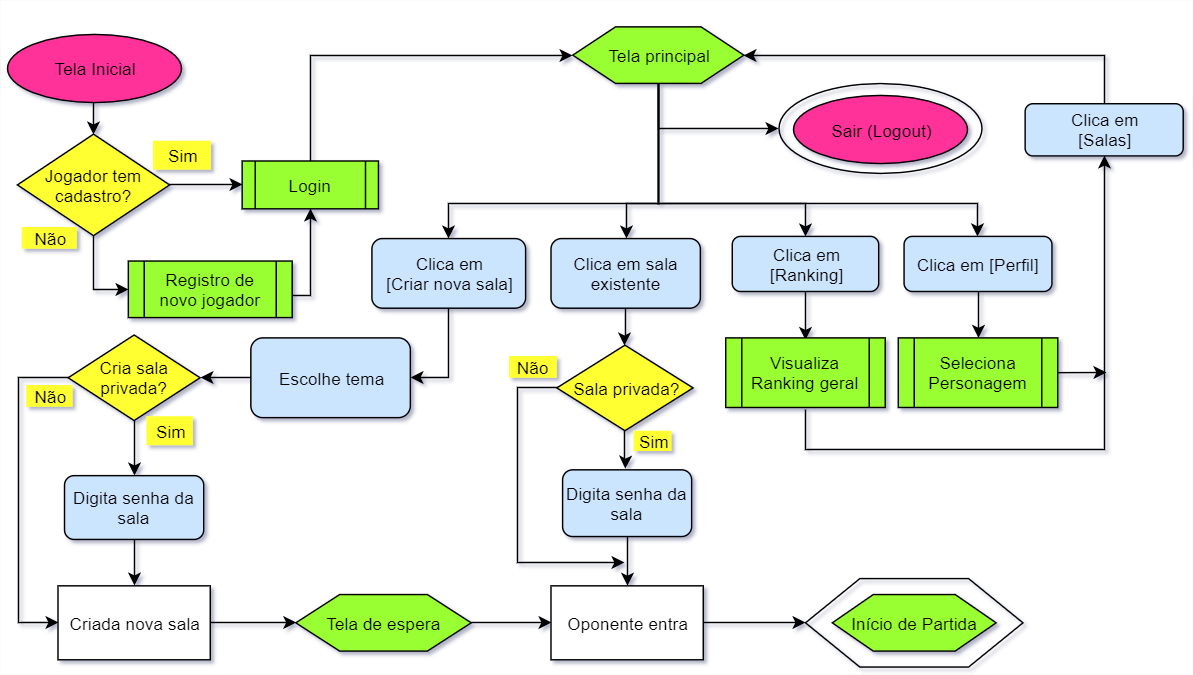 Tela Inicial
Tela principal
Sair (Logout)
Clica em
[Salas]
Sim
Jogador tem
cadastro?
Login
Não
Registro de
novo jogador
Clica em
[Criar nova sala]
Clica em sala
existente
Clica em
[Ranking]
Clica em [Perfil]
Cria sala
privada?
Escolhe tema
Não
Sala privada?
Visualiza
Ranking geral
Seleciona
Personagem
Não
Sim
Sim
Digita senha da
sala
Digita senha da
sala
Criada nova sala
Tela de espera
Oponente entra
Início de Partida